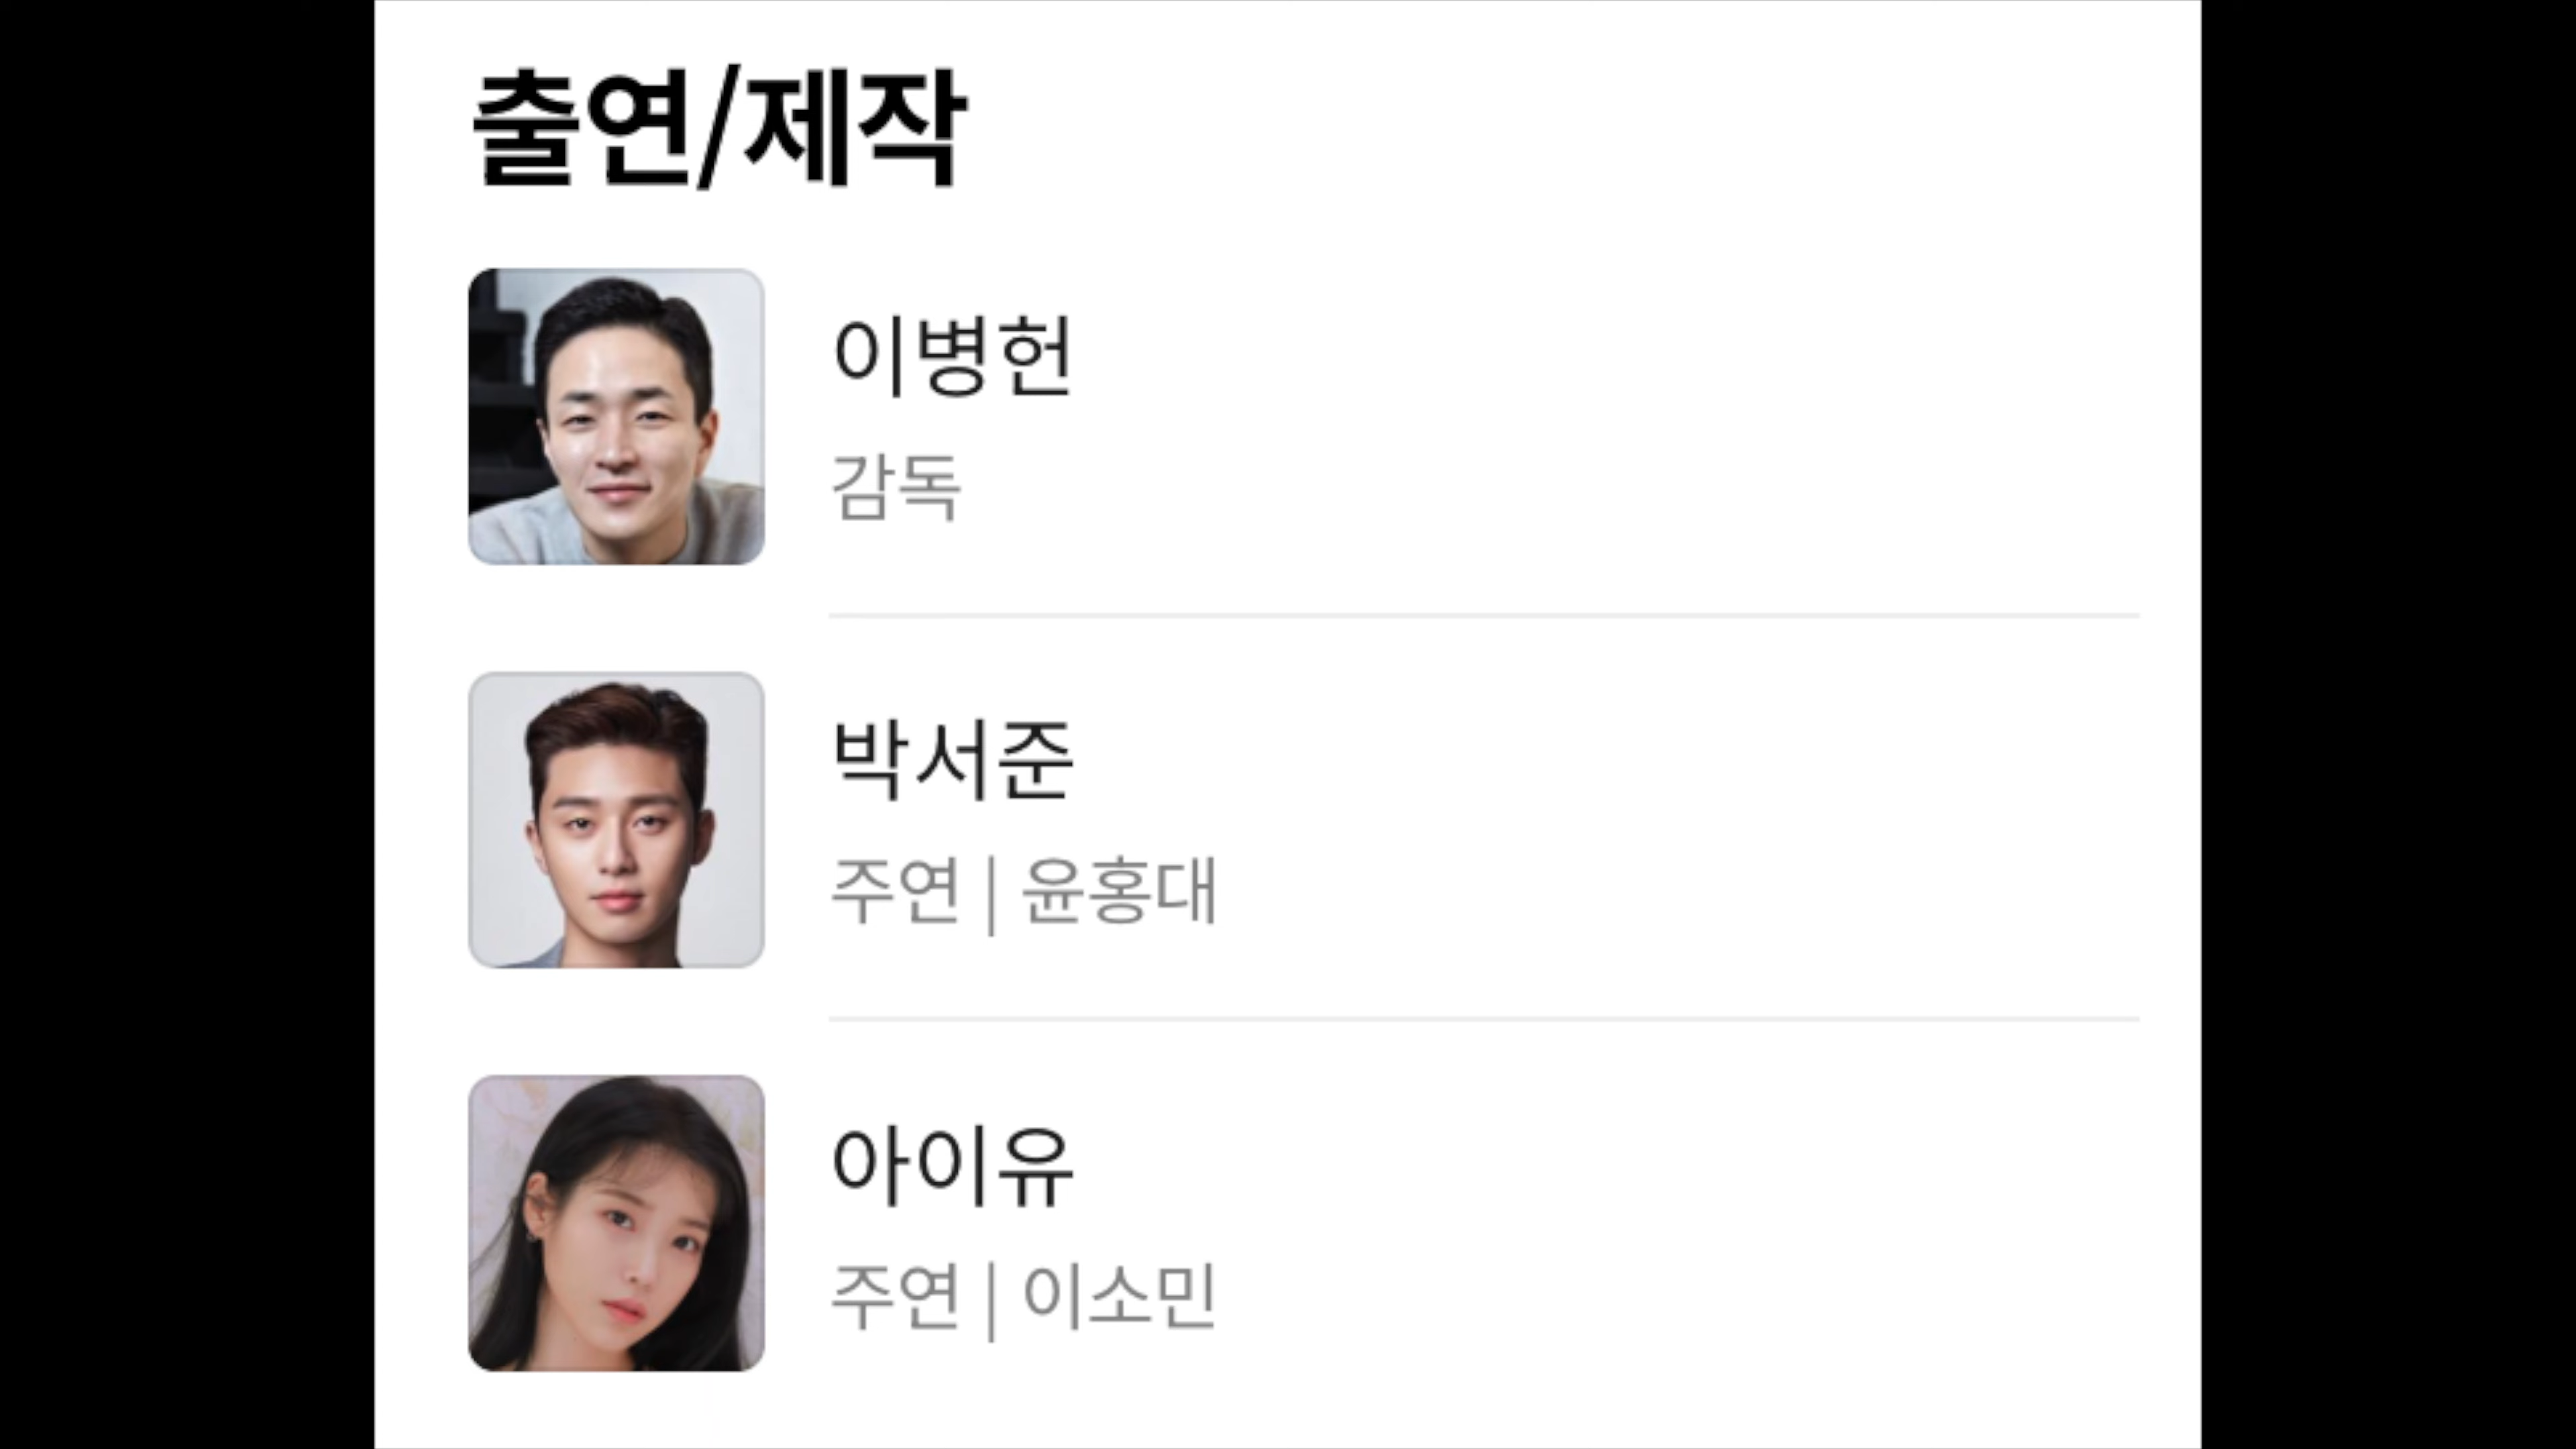 출연/제작
이병헌
감독
박서준
주연 | 윤홍대
아이유
주연 | 이소민